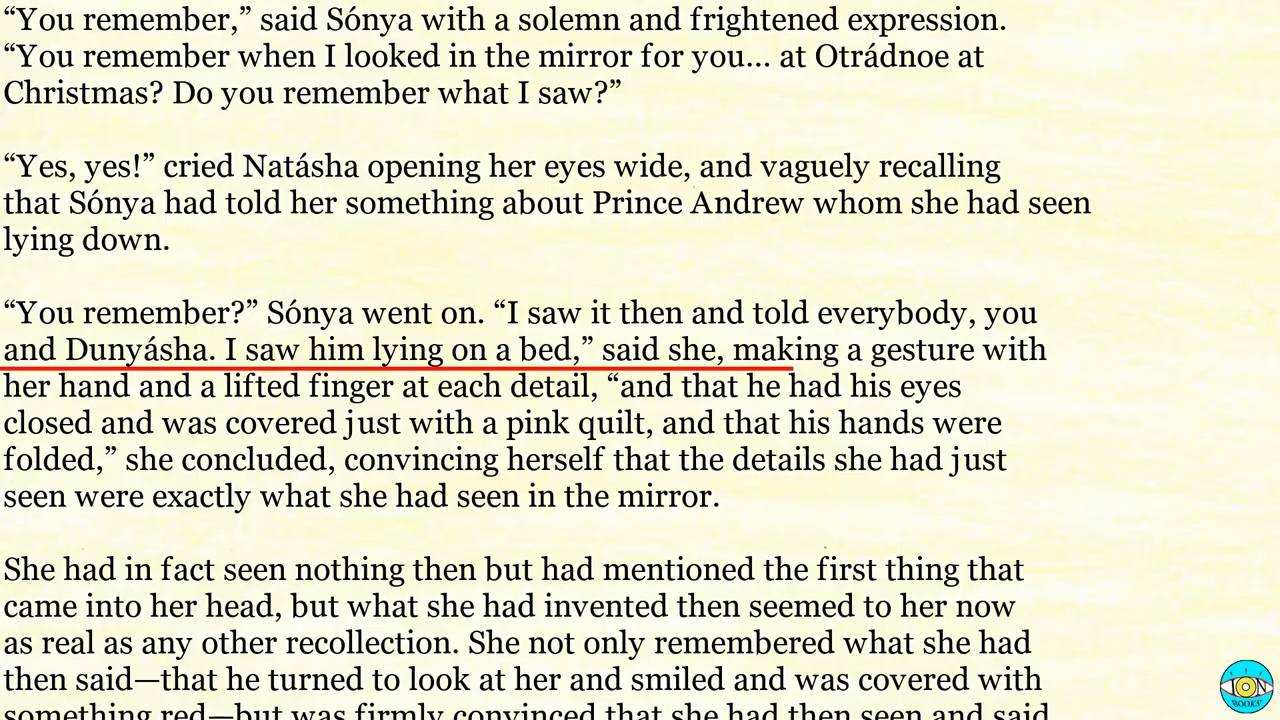 “You remember,” said Sónya with a solemn and frightened expression.
“You remember when I looked in the mirror for you... at Otrádnoe at
Christmas? Do you remember what I saw?”
“Yes, yes!” cried Natásha opening her eyes wide, and vaguely recalling
that Sónya had told her something about Prince Andrew whom she had seen
lying down.
“You remember?” Sónya went on. “I saw it then and told everybody, you
and Dunyásha. I saw him lying on a bed,” said she, making a gesture with
her hand and a lifted finger at each detail, “and that he had his eyes
closed and was covered just with a pink quilt, and that his hands were
folded,” she concluded, convincing herself that the details she had just
seen were exactly what she had seen in the mirror.
She had in fact seen nothing then but had mentioned the first thing that
came into her head, but what she had invented then seemed to her now
as real as any other recollection. She not only remembered what she had
then said—that he turned to look at her and smiled and was covered with
something red—but was firmly convinced that she had then seen and said
ION
BOOKS